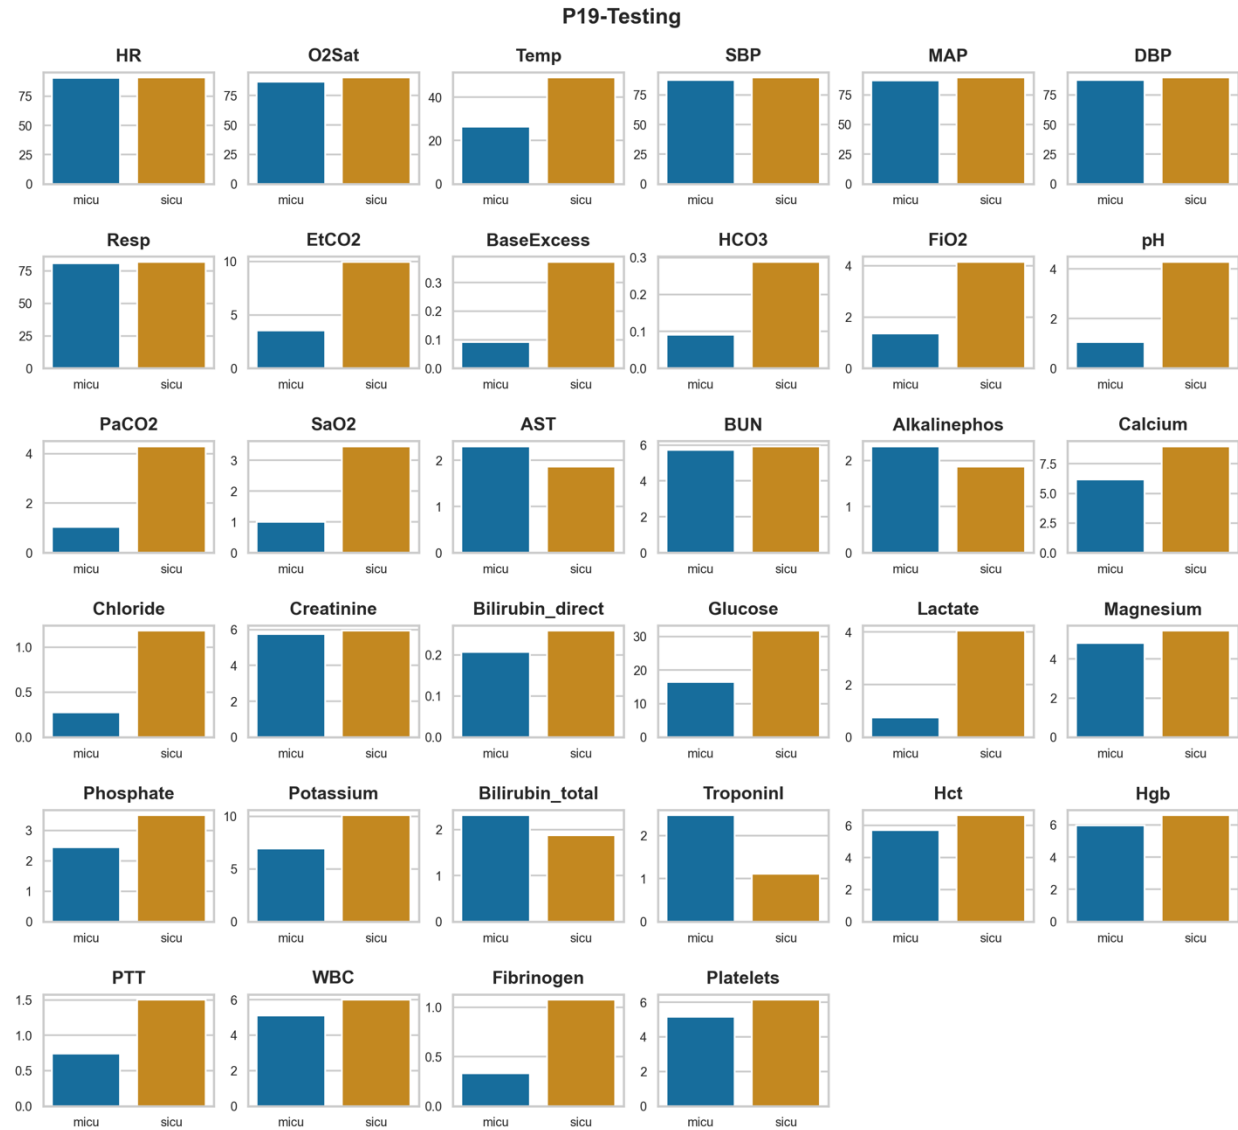 P19-Testing
HR O2Sat Temp SBP MAP DBP
75 75 40 75 75 75
50 50 20 50 50 50
25 25 25 25 25
0 0 0 0 0 0
micu sicu micu sicu micu sicu micu sicu micu sicu micu sicu
Resp EtCO2 BaseExcess HCO3 FiO2 pH
75 10 0.3 0.3 4 4
50 5 0.2 0.2 2 2
25 0.1 0.1
0 0 0.0 0.0 0 0
micu sicu micu sicu micu sicu micu sicu micu sicu micu sicu
PaCO2 SaO2 AST BUN Alkalinephos Calcium
4 3 2 6 2 7.5
2 2 1 4 1 5.0
1 2 2.5
0 0 0 0 0 0.0
micu sicu micu sicu micu sicu micu sicu micu sicu micu sicu
Chloride Creatinine Bilirubin_direct Glucose Lactate Magnesium
1.0 6 0.2 30 4 4
0.5 4 0.1 20 2 2
2 10
0.0 0 0.0 0 0 0
micu sicu micu sicu micu sicu micu sicu micu sicu micu sicu
Phosphate Potassium Bilirubin_total TroponinI Hct Hgb
3 10 2 2 6 6
2 5 1 1 4 4
1 2 2
0 0 0 0 0 0
micu sicu micu sicu micu sicu micu sicu micu sicu micu sicu
PTT WBC Fibrinogen Platelets
1.5 6 1.0 6
1.0 4 0.5 4
0.5 2 2
0.0 0 0.0 0
micu sicu micu sicu micu sicu micu sicu